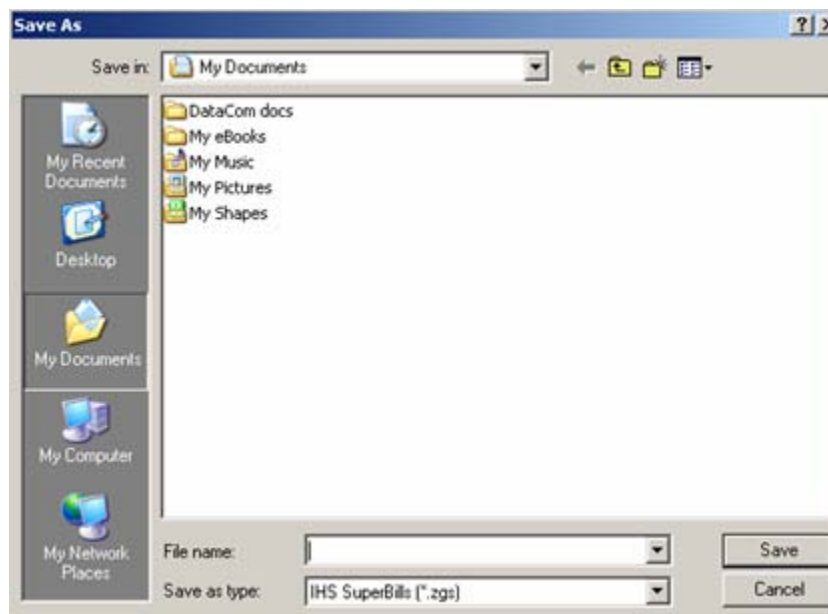 Save As
Save in: My Documents
My Recent Documents
Desktop
My Documents
My Computer
My Network Places
DataCom docs
My eBooks
My Music
My Pictures
My Shapes
File name:
Save
Save as type: IHS SuperBills (*.zgs)
Cancel